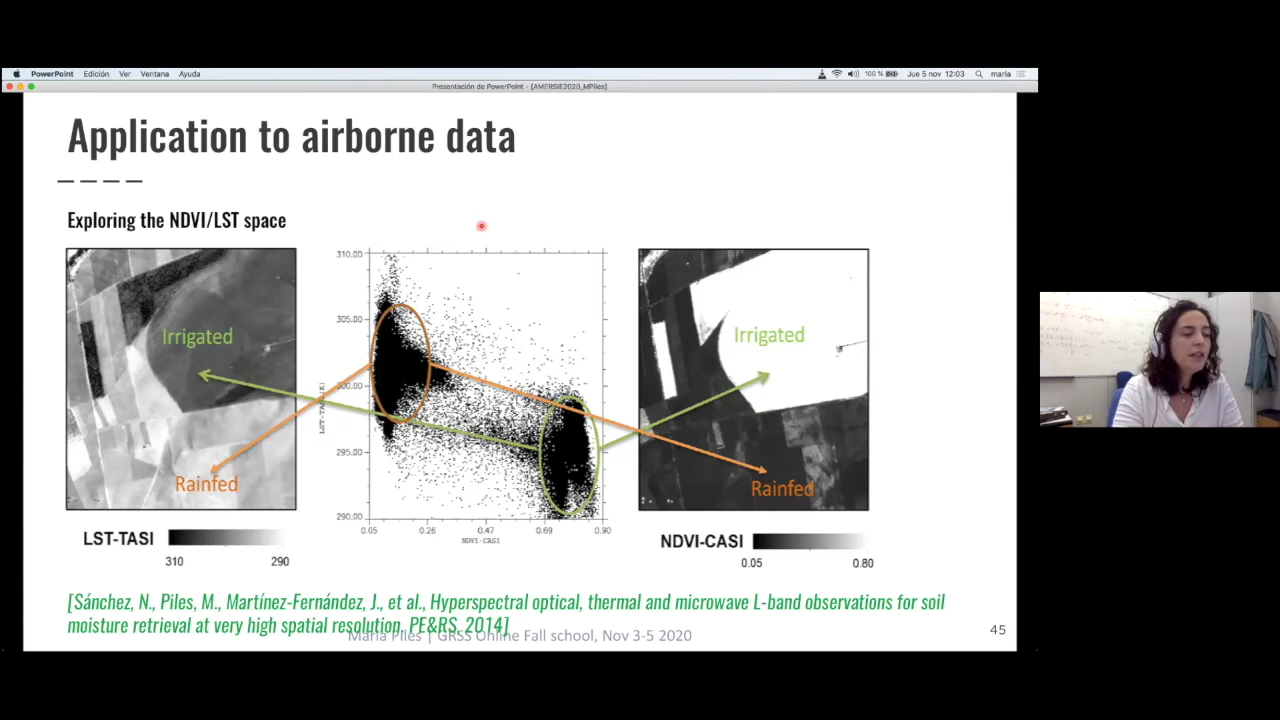 PowerPoint Edición Ver Ventana Ayuda 100 % Jue 5 nov 12:03 maria
Presentación de PowerPoint - [AMERSIE2020_MPiles]
Application to airborne data
Exploring the NDVI/LST space
310.00
305.00
300.00
295.00
290.00
LST-TASI(K)
0.05 0.26 0.47 0.69 0.90
NDVI-CASI
Irrigated
Rainfed
Irrigated
Rainfed
LST-TASI
310 290
NDVI-CASI
0.05 0.80
[Sánchez, N., Piles, M., Martínez-Fernández, J., et al., Hyperspectral optical, thermal and microwave L-band observations for soil
moisture retrieval at very high spatial resolution, PE&RS, 2014]
Maria Piles | GRSS Online Fall school, Nov 3-5 2020
45